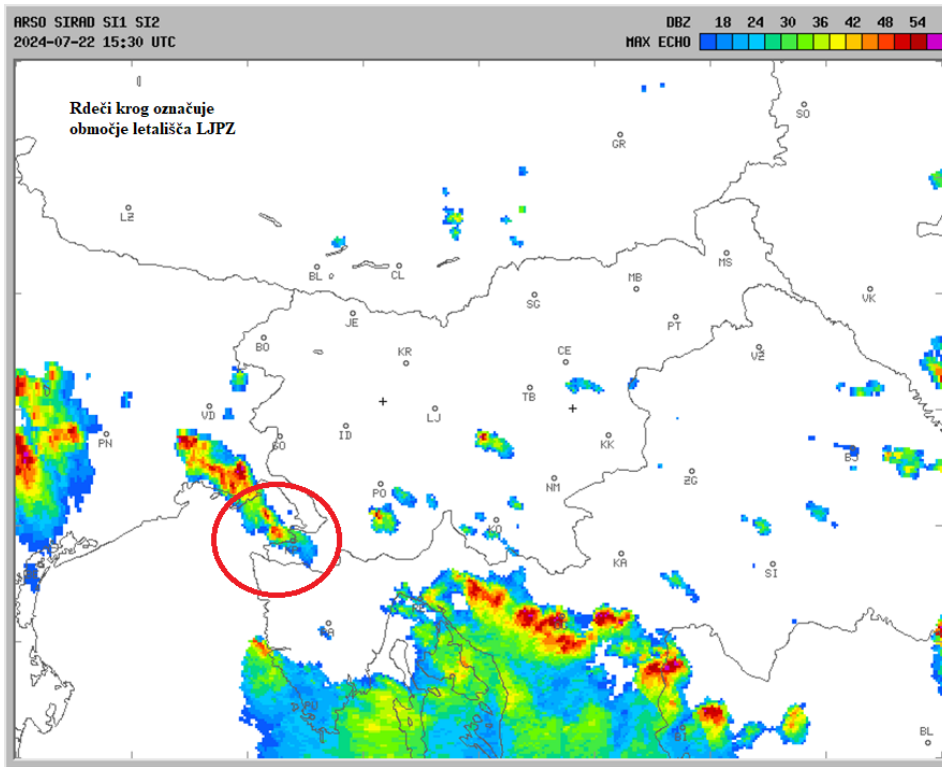 ARSO SIRAD SI1 SI2
2024-07-22 15:30 UTC
DBZ 18 24 30 36 42 48 54
MAX ECHO
Rdeči krog označuje
območje letališča LJPZ
SO
GR
LZ
MS
BL CL
MB
SG
VK
JE
PT
BO
KR
CE
VZ
TB
VD
LJ
PN
GO
ID
KK
BJ
ZG
PO
NM
KO
KA
SI
PU
BL